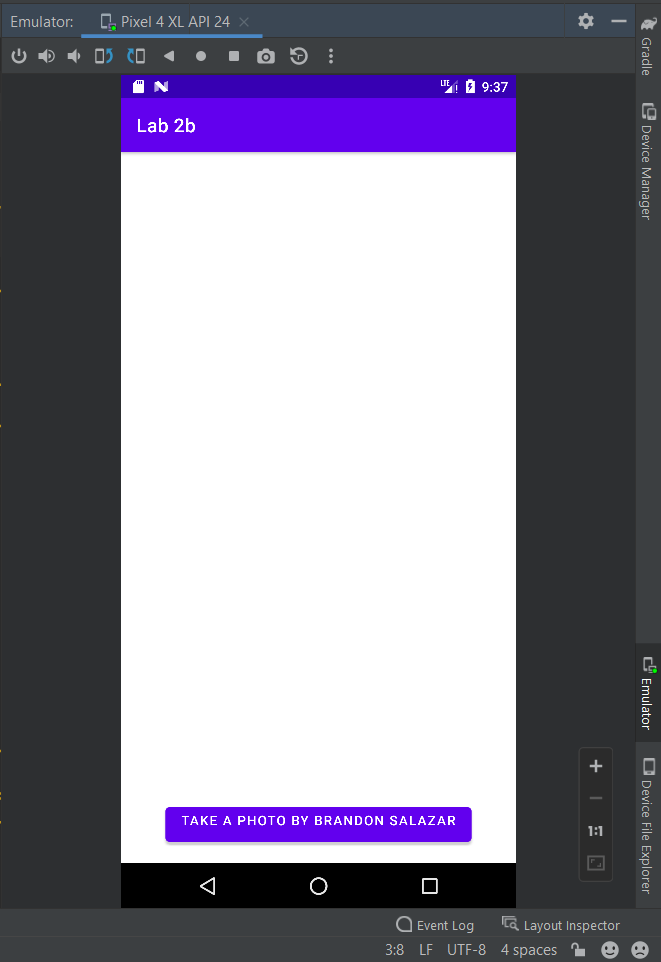 Emulator: Pixel 4 XL API 24
Gradle
Device Manager
LTE 9:37
Lab 2b
TAKE A PHOTO BY BRANDON SALAZAR
1:1
Emulator
Device File Explorer
Event Log Layout Inspector
3:8 LF UTF-8 4 spaces